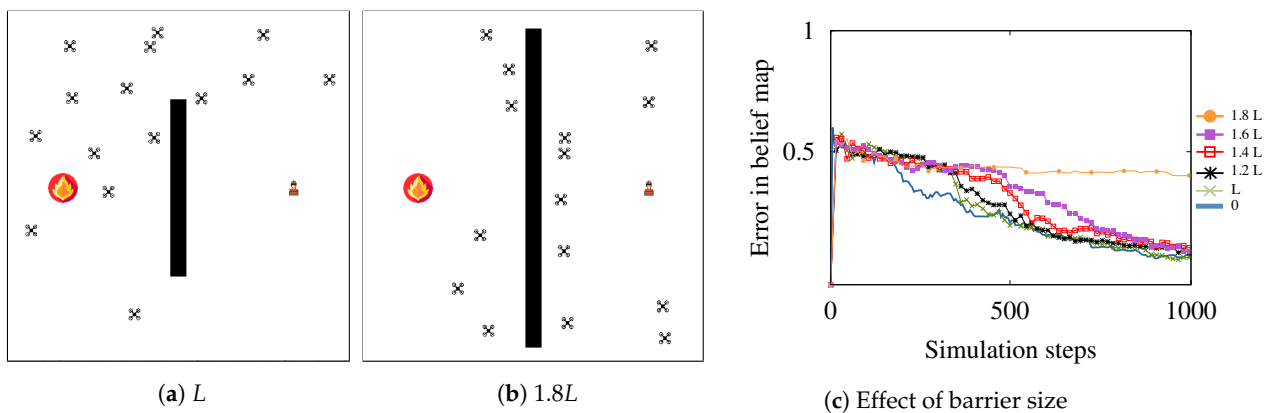 1
0.5
Error in belief map
0
500
1000
Simulation steps
1.8 L
1.6 L
1.4 L
1.2 L
L
0
(a) L
(b) 1.8L
(c) Effect of barrier size